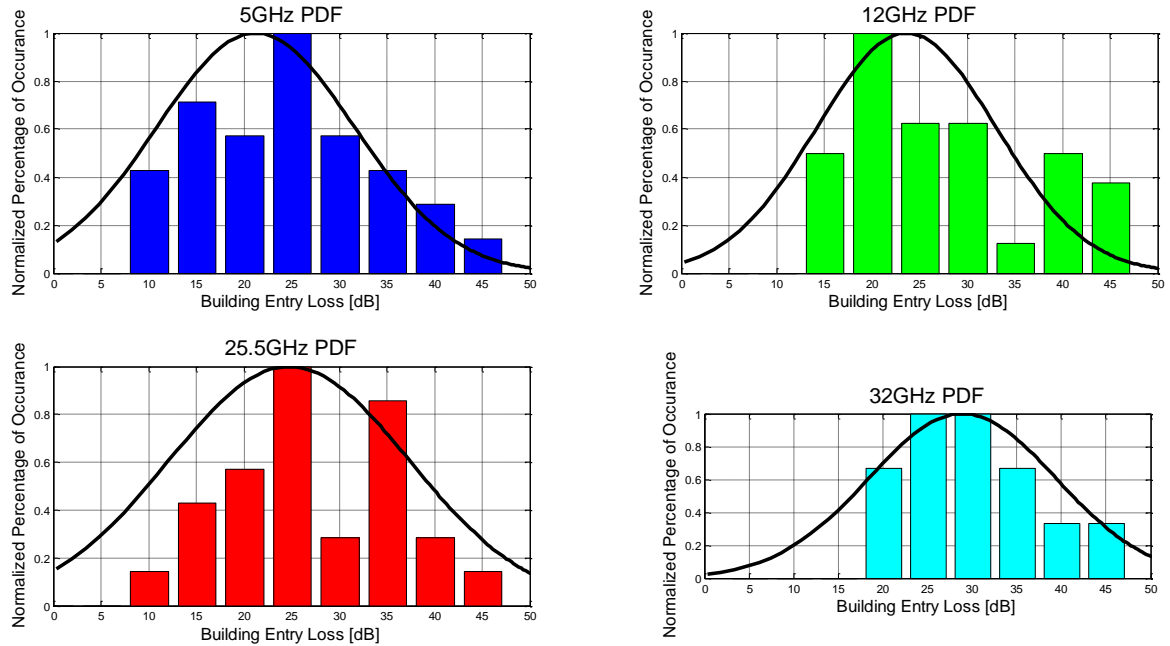 5GHz PDF
Normalized Percentage of Occurance
1
0.8
0.6
0.4
0.2
0
0 5 10 15 20 25 30 35 40 45 50
Building Entry Loss [dB]
12GHz PDF
Normalized Percentage of Occurance
1
0.8
0.6
0.4
0.2
0
0 5 10 15 20 25 30 35 40 45 50
Building Entry Loss [dB]
25.5GHz PDF
Normalized Percentage of Occurance
1
0.8
0.6
0.4
0.2
0
0 5 10 15 20 25 30 35 40 45 50
Building Entry Loss [dB]
32GHz PDF
Normalized Percentage of Occurance
1
0.8
0.6
0.4
0.2
0
0 5 10 15 20 25 30 35 40 45 50
Building Entry Loss [dB]